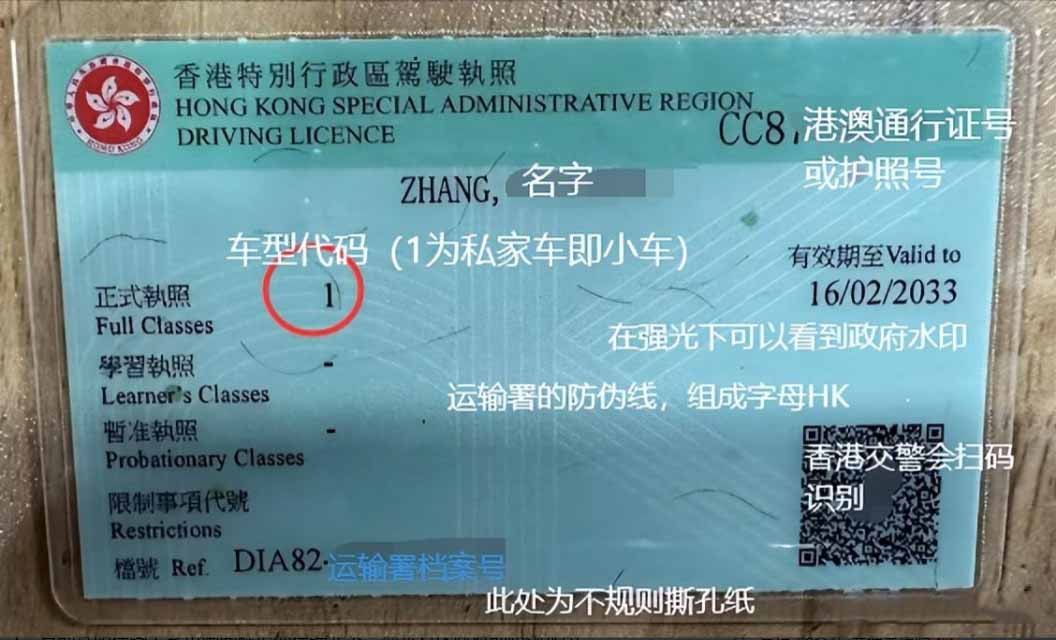 香港特別行政區駕駛執照
HONG KONG SPECIAL ADMINISTRATIVE REGION
DRIVING LICENCE
CC8
港澳通行证号
或护照号
ZHANG,
名字
车型代码（1为私家车即小车）
有效期至Valid to
16/02/2033
正式執照 1
Full Classes
在强光下可以看到政府水印
學習執照 -
Learner's Classes
运输署的防伪线，组成字母HK
暫准執照 -
Probationary Classes
香港交警会扫码
识别
限制事項代號
Restrictions
檔號 Ref. DIA82-
运输署档案号
此处为不规则撕孔纸